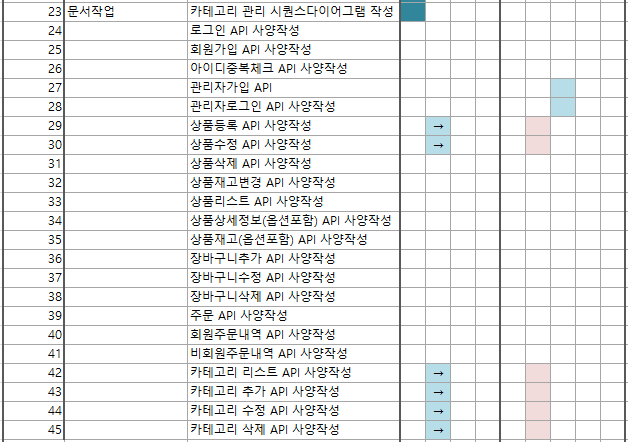 23 문서작업 카테고리 관리 시퀀스다이어그램 작성
24 로그인 API 사양작성
25 회원가입 API 사양작성
26 아이디중복체크 API 사양작성
27 관리자가입 API
28 관리자로그인 API 사양작성
29 상품등록 API 사양작성 →
30 상품수정 API 사양작성 →
31 상품삭제 API 사양작성
32 상품재고변경 API 사양작성
33 상품리스트 API 사양작성
34 상품상세정보(옵션포함) API 사양작성
35 상품재고(옵션포함) API 사양작성
36 장바구니추가 API 사양작성
37 장바구니수정 API 사양작성
38 장바구니삭제 API 사양작성
39 주문 API 사양작성
40 회원주문내역 API 사양작성
41 비회원주문내역 API 사양작성
42 카테고리 리스트 API 사양작성 →
43 카테고리 추가 API 사양작성 →
44 카테고리 수정 API 사양작성 →
45 카테고리 삭제 API 사양작성 →